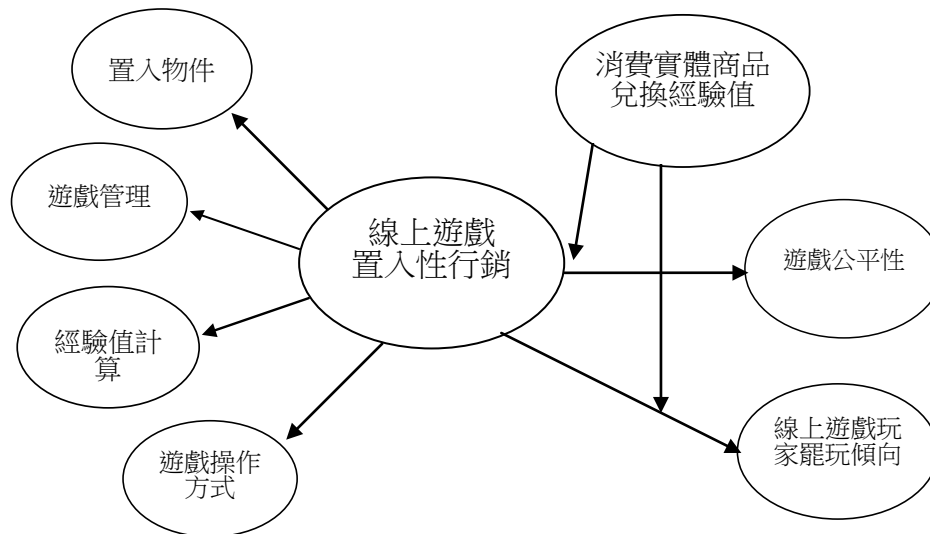 置入物件
消費實體商品
兌換經驗值
遊戲管理
線上遊戲
置入性行銷
遊戲公平性
經驗值計
算
線上遊戲玩
家罷玩傾向
遊戲操作
方式